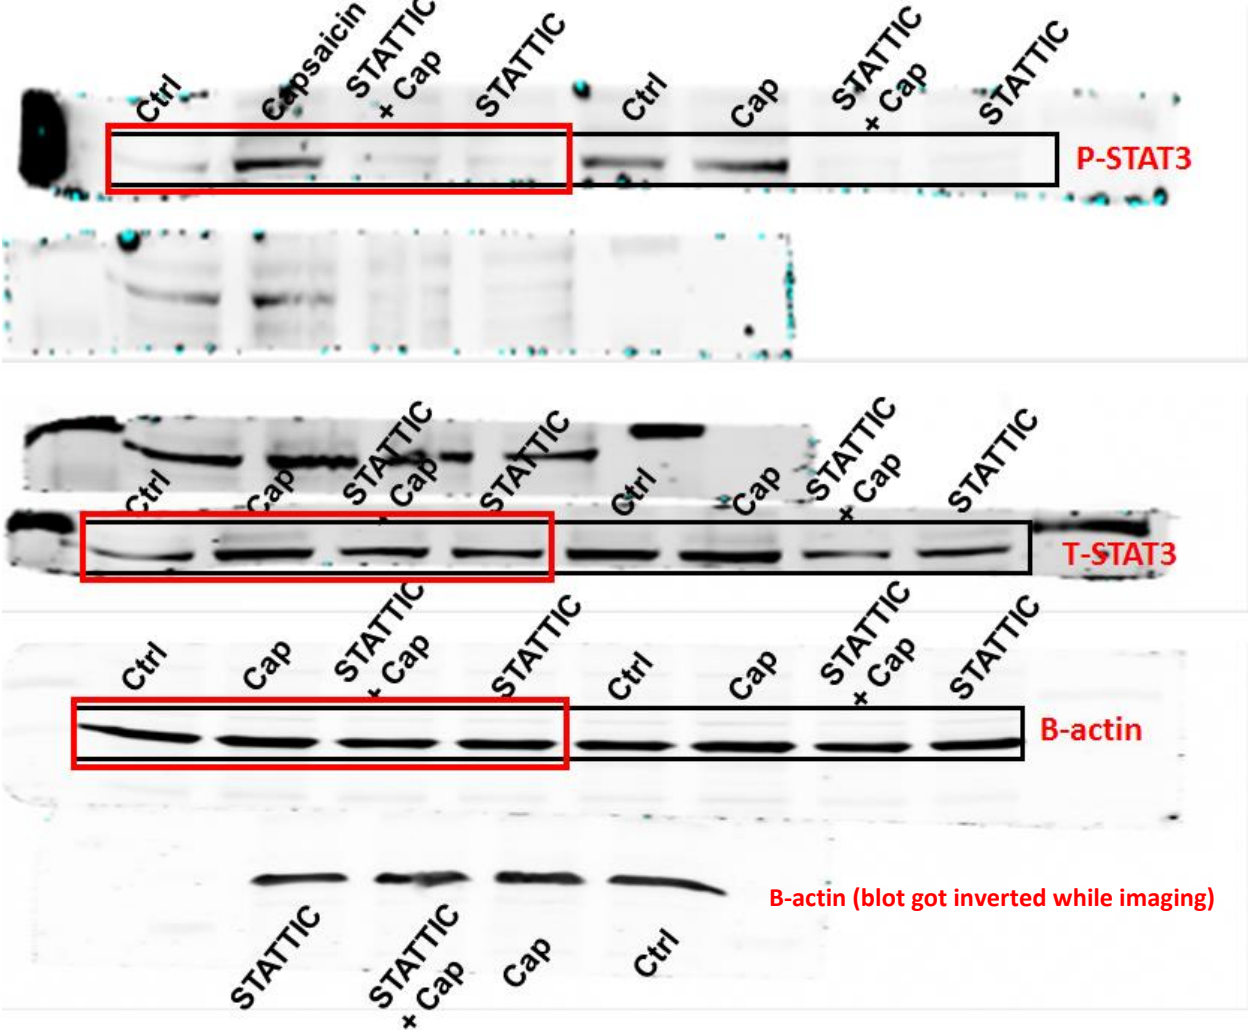 Ctrl
Capsaicin
STATTIC
+ Cap
STATTIC
Ctrl
Cap
STATTIC
+ Cap
STATTIC
P-STAT3
Ctrl
Cap
STATTIC
+ Cap
STATTIC
Ctrl
Cap
STATTIC
+ Cap
STATTIC
T-STAT3
Ctrl
Cap
STATTIC
+ Cap
STATTIC
Ctrl
Cap
STATTIC
+ Cap
STATTIC
B-actin
B-actin (blot got inverted while imaging)
STATTIC
STATTIC
+ Cap
Cap
Ctrl